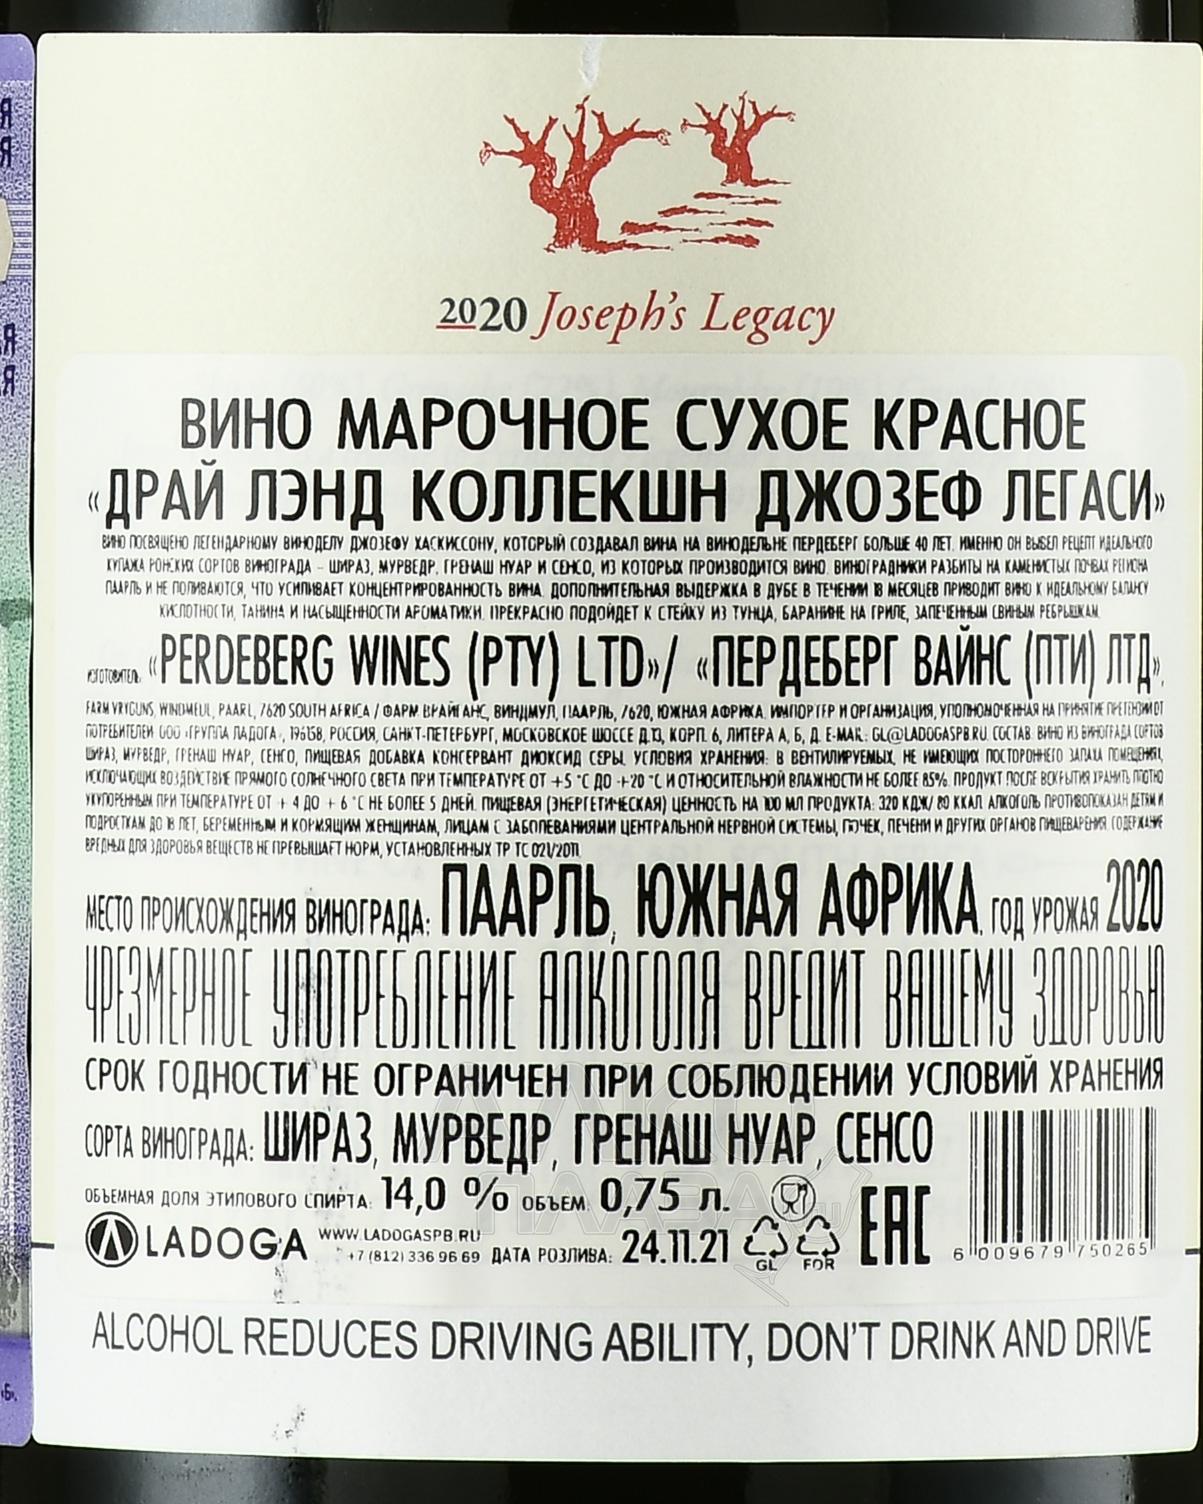 2020 Joseph's Legacy
ВИНО МАРОЧНОЕ СУХОЕ КРАСНОЕ
«ДРАЙ ЛЭНД КОЛЛЕКШН ДЖОЗЕФ ЛЕГАСИ»
ВИНО ПОСВЯЩЕНО ЛЕГЕНДАРНОМУ ВИНОДЕЛУ ДЖОЗЕФУ ХАСКИССОНУ, КОТОРЫЙ СОЗДАВАЛ ВИНА НА ВИНОДЕЛЬНЕ ПЕРДЕБЕРГ БОЛЬШЕ 40 ЛЕТ. ИМЕННО ОН ВЫВЕЛ РЕЦЕПТ ИДЕАЛЬНОГО
КУПАЖА РОНСКИХ СОРТОВ ВИНОГРАДА - ШИРАЗ, МУРВЕДР, ГРЕНАШ НУАР И СЕНСО, ИЗ КОТОРЫХ ПРОИЗВОДИТСЯ ВИНО. ВИНОГРАДНИКИ РАЗБИТЫ НА КАМЕНИСТЫХ ПОЧВАХ РЕГИОНА
ПААРЛЬ И НЕ ПОЛИВАЮТСЯ, ЧТО УСИЛИВАЕТ КОНЦЕНТРИРОВАННОСТЬ ВИНА. ДОПОЛНИТЕЛЬНАЯ ВЫДЕРЖКА В ДУБЕ В ТЕЧЕНИИ 18 МЕСЯЦЕВ ПРИВОДИТ ВИНО К ИДЕАЛЬНОМУ БАЛАНСУ
КИСЛОТНОСТИ, ТАНИНА И НАСЫЩЕННОСТИ АРОМАТИКИ. ПРЕКРАСНО ПОДОЙДЕТ К СТЕЙКУ ИЗ ТУНЦА, БАРАНИНЕ НА ГРИЛЕ, ЗАПЕЧЕННЫМ СВИНЫМ РЕБРЫШКАМ.
ИЗГОТОВИТЕЛЬ: «PERDEBERG WINES (PTY) LTD»/ «ПЕРДЕБЕРГ ВАЙНС (ПТИ) ЛТД»,
FARM VRYGUNS, WINDMEUL, PAARL, 7620 SOUTH AFRICA / ФАРМ ВРАЙГАНС, ВИНДМУЛ, ПААРЛЬ, 7620, ЮЖНАЯ АФРИКА. ИМПОРТЕР И ОРГАНИЗАЦИЯ, УПОЛНОМОЧЕННАЯ НА ПРИНЯТИЕ ПРЕТЕНЗИЙ ОТ
ПОТРЕБИТЕЛЕЙ: ООО «ГРУППА ЛАДОГА», 196158, РОССИЯ, САНКТ-ПЕТЕРБУРГ, МОСКОВСКОЕ ШОССЕ Д.13, КОРП. 6, ЛИТЕРА А, Б, Д. E-MAIL: GL@LADOGASPB.RU. СОСТАВ: ВИНО ИЗ ВИНОГРАДА СОРТОВ
ШИРАЗ, МУРВЕДР, ГРЕНАШ НУАР, СЕНСО, ПИЩЕВАЯ ДОБАВКА КОНСЕРВАНТ ДИОКСИД СЕРЫ. УСЛОВИЯ ХРАНЕНИЯ: В ВЕНТИЛИРУЕМЫХ, НЕ ИМЕЮЩИХ ПОСТОРОННЕГО ЗАПАХА ПОМЕЩЕНИЯХ,
ИСКЛЮЧАЮЩИХ ВОЗДЕЙСТВИЕ ПРЯМОГО СОЛНЕЧНОГО СВЕТА ПРИ ТЕМПЕРАТУРЕ ОТ +5 °С ДО +20 °С И ОТНОСИТЕЛЬНОЙ ВЛАЖНОСТИ НЕ БОЛЕЕ 85%. ПРОДУКТ ПОСЛЕ ВСКРЫТИЯ ХРАНИТЬ ПЛОТНО
УКУПОРЕННЫМ ПРИ ТЕМПЕРАТУРЕ ОТ + 4 ДО + 6 °С НЕ БОЛЕЕ 5 ДНЕЙ. ПИЩЕВАЯ (ЭНЕРГЕТИЧЕСКАЯ) ЦЕННОСТЬ НА 100 МЛ ПРОДУКТА: 320 КДЖ/ 80 ККАЛ. АЛКОГОЛЬ ПРОТИВОПОКАЗАН ДЕТЯМ И
ПОДРОСТКАМ ДО 18 ЛЕТ, БЕРЕМЕННЫМ И КОРМЯЩИМ ЖЕНЩИНАМ, ЛИЦАМ С ЗАБОЛЕВАНИЯМИ ЦЕНТРАЛЬНОЙ НЕРВНОЙ СИСТЕМЫ, ПОЧЕК, ПЕЧЕНИ И ДРУГИХ ОРГАНОВ ПИЩЕВАРЕНИЯ. СОДЕРЖАНИЕ
ВРЕДНЫХ ДЛЯ ЗДОРОВЬЯ ВЕЩЕСТВ НЕ ПРЕВЫШАЕТ НОРМ, УСТАНОВЛЕННЫХ ТР ТС 021/2011.
МЕСТО ПРОИСХОЖДЕНИЯ ВИНОГРАДА: ПААРЛЬ, ЮЖНАЯ АФРИКА. ГОД УРОЖАЯ 2020
ЧРЕЗМЕРНОЕ УПОТРЕБЛЕНИЕ АЛКОГОЛЯ ВРЕДИТ ВАШЕМУ ЗДОРОВЬЮ
СРОК ГОДНОСТИ НЕ ОГРАНИЧЕН ПРИ СОБЛЮДЕНИИ УСЛОВИЙ ХРАНЕНИЯ
СОРТА ВИНОГРАДА: ШИРАЗ, МУРВЕДР, ГРЕНАШ НУАР, СЕНСО
ОБЪЕМНАЯ ДОЛЯ ЭТИЛОВОГО СПИРТА: 14,0 % ОБЪЕМ: 0,75 л.
LADOGA WWW.LADOGASPB.RU
+7 (812) 336 96 69 ДАТА РОЗЛИВА: 24.11.21 GL FOR EAC
6 009679 750265
ALCOHOL REDUCES DRIVING ABILITY, DON'T DRINK AND DRIVE